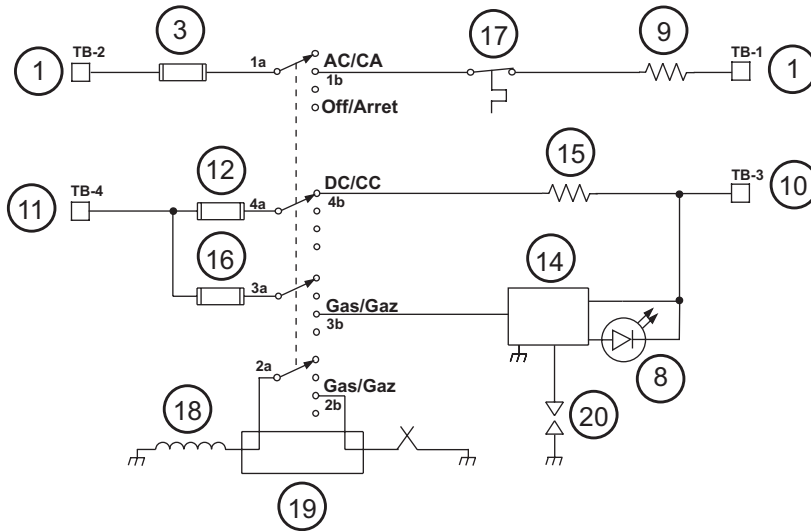 3
17
9
TB-2
1a
AC/CA
TB-1
1
1b
1
Off/Arret
12
DC/CC
15
TB-3
11
TB-4
4a
4b
10
16
14
3a
Gas/Gaz
3b
8
2a
Gas/Gaz
18
2b
20
19